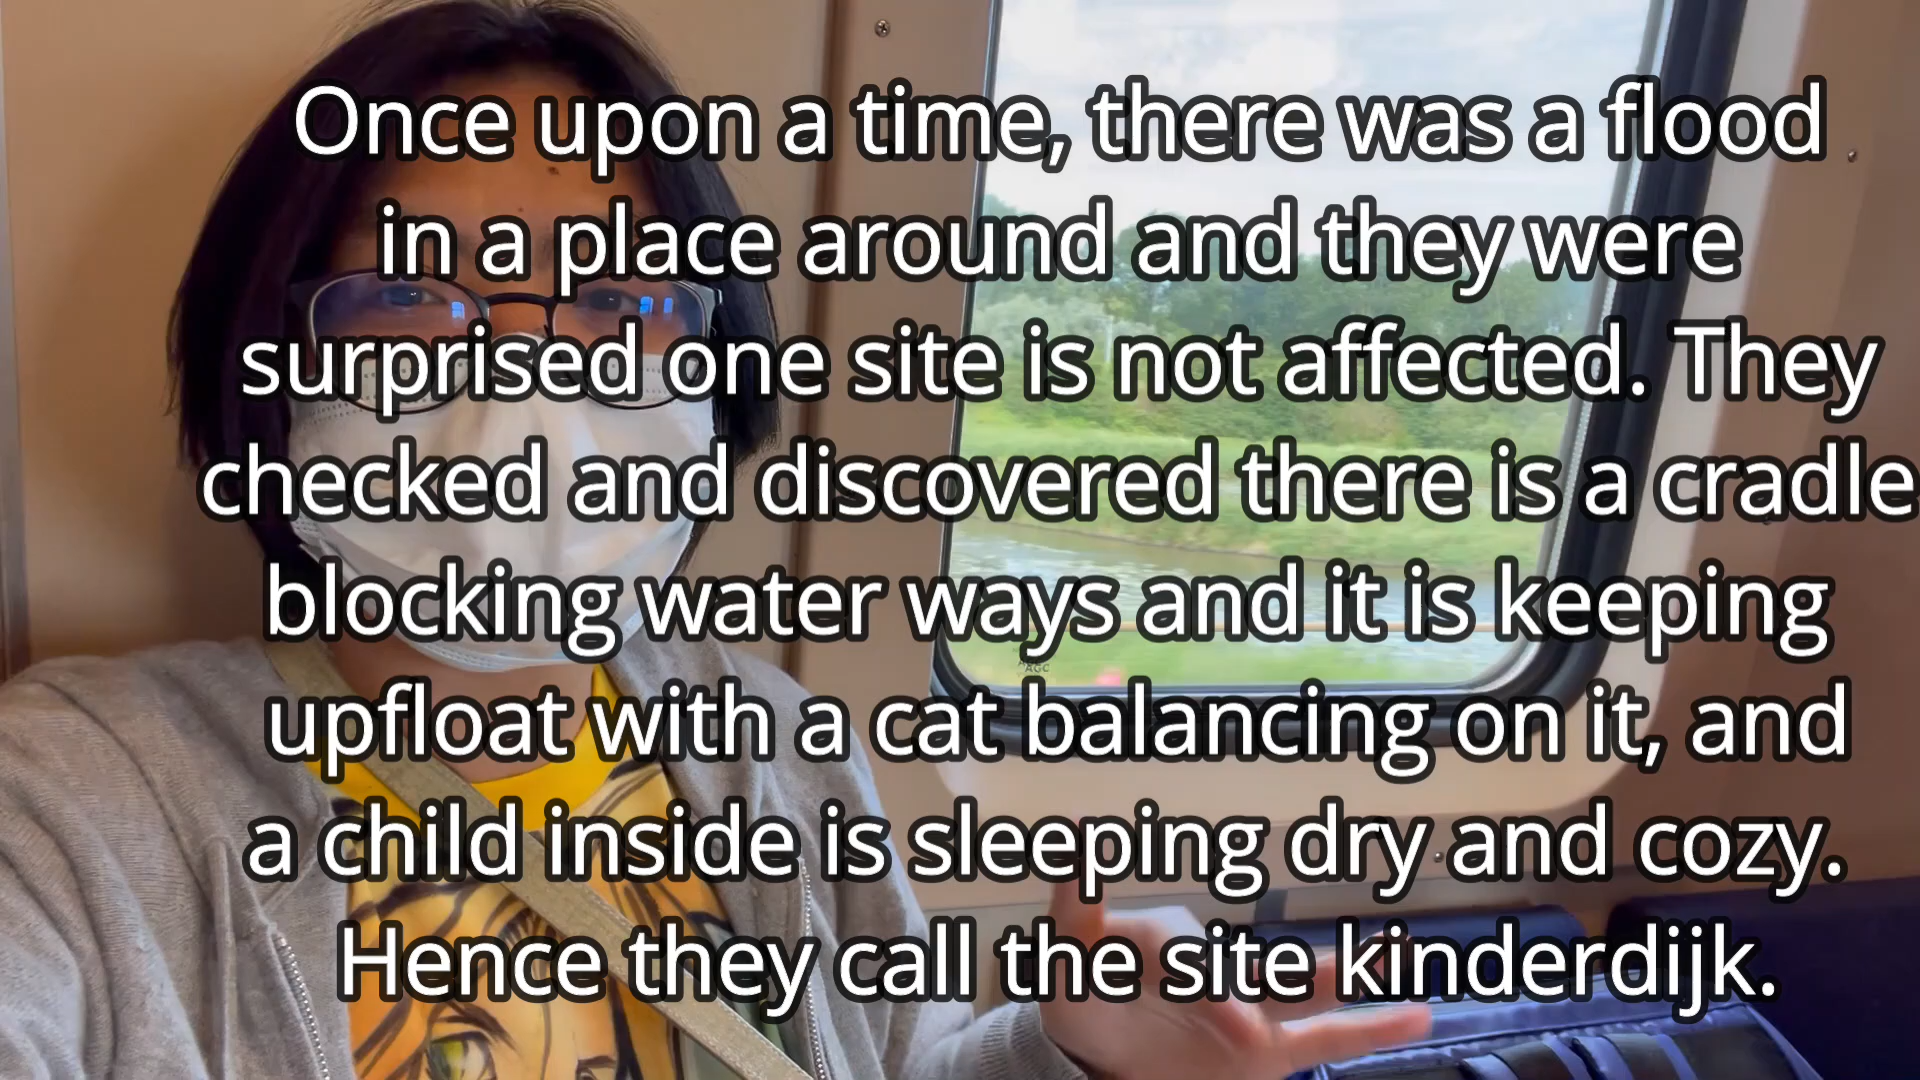 Once upon a time, there was a flood
in a place around and they were
surprised one site is not affected. They
checked and discovered there is a cradle
blocking water ways and it is keeping
upfloat with a cat balancing on it, and
a child inside is sleeping dry and cozy.
Hence they call the site kinderdijk.
AGC